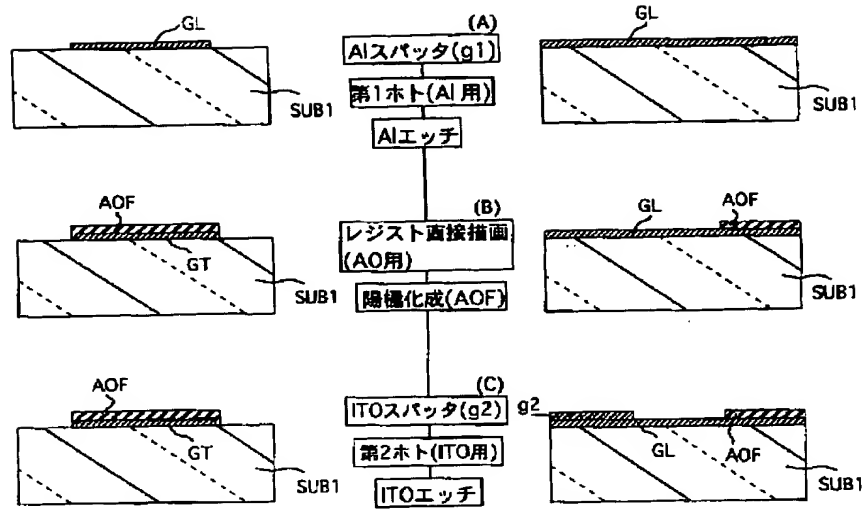 GL
SUB1
(A)
Alスパッタ(g1)
第1ホト(Al用)
Alエッチ
GL
SUB1
AOF
GT
SUB1
(B)
レジスト直接描画
(AO用)
陽極化成(AOF)
GL
AOF
SUB1
AOF
GT
SUB1
(C)
ITOスパッタ(g2)
第2ホト(ITO用)
ITOエッチ
g2
GL
AOF
SUB1